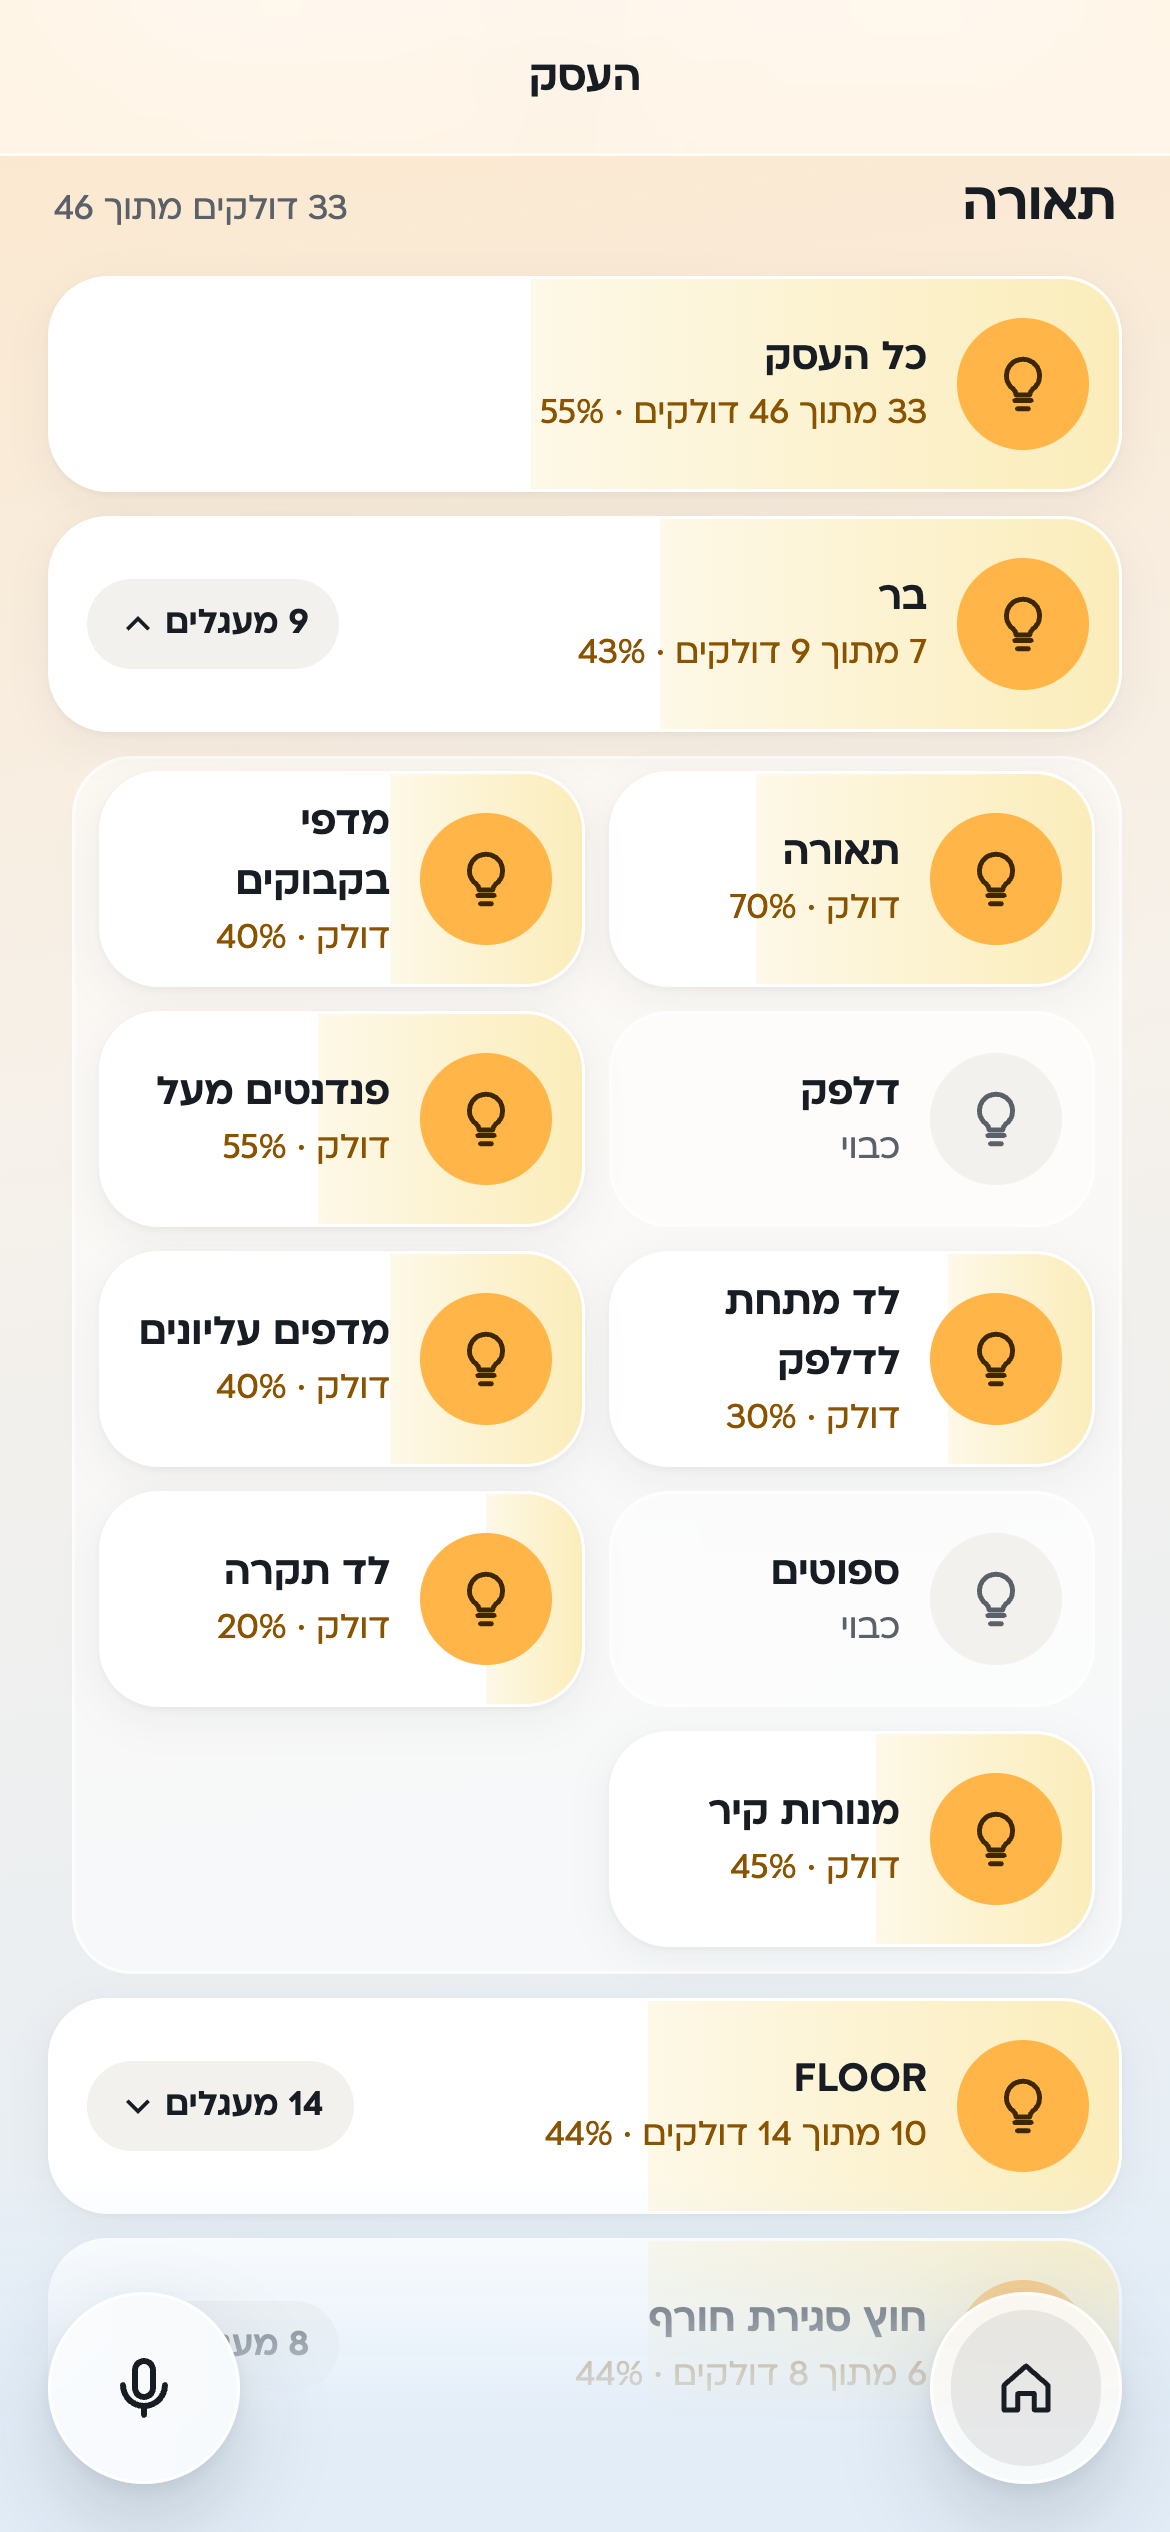 העסק
תאורה
33 דולקים מתוך 46
כל העסק
33 מתוך 46 דולקים · 55%
בר
7 מתוך 9 דולקים · 43%
9 מעגלים
תאורה
דולק · 70%
מדפי
בקבוקים
דולק · 40%
דלפק
כבוי
פנדנטים מעל
דולק · 55%
לד מתחת
לדלפק
דולק · 30%
מדפים עליונים
דולק · 40%
ספוטים
כבוי
לד תקרה
דולק · 20%
מנורות קיר
דולק · 45%
FLOOR
10 מתוך 14 דולקים · 44%
14 מעגלים
חוץ סגירת חורף
6 מתוך 8 דולקים · 44%
8